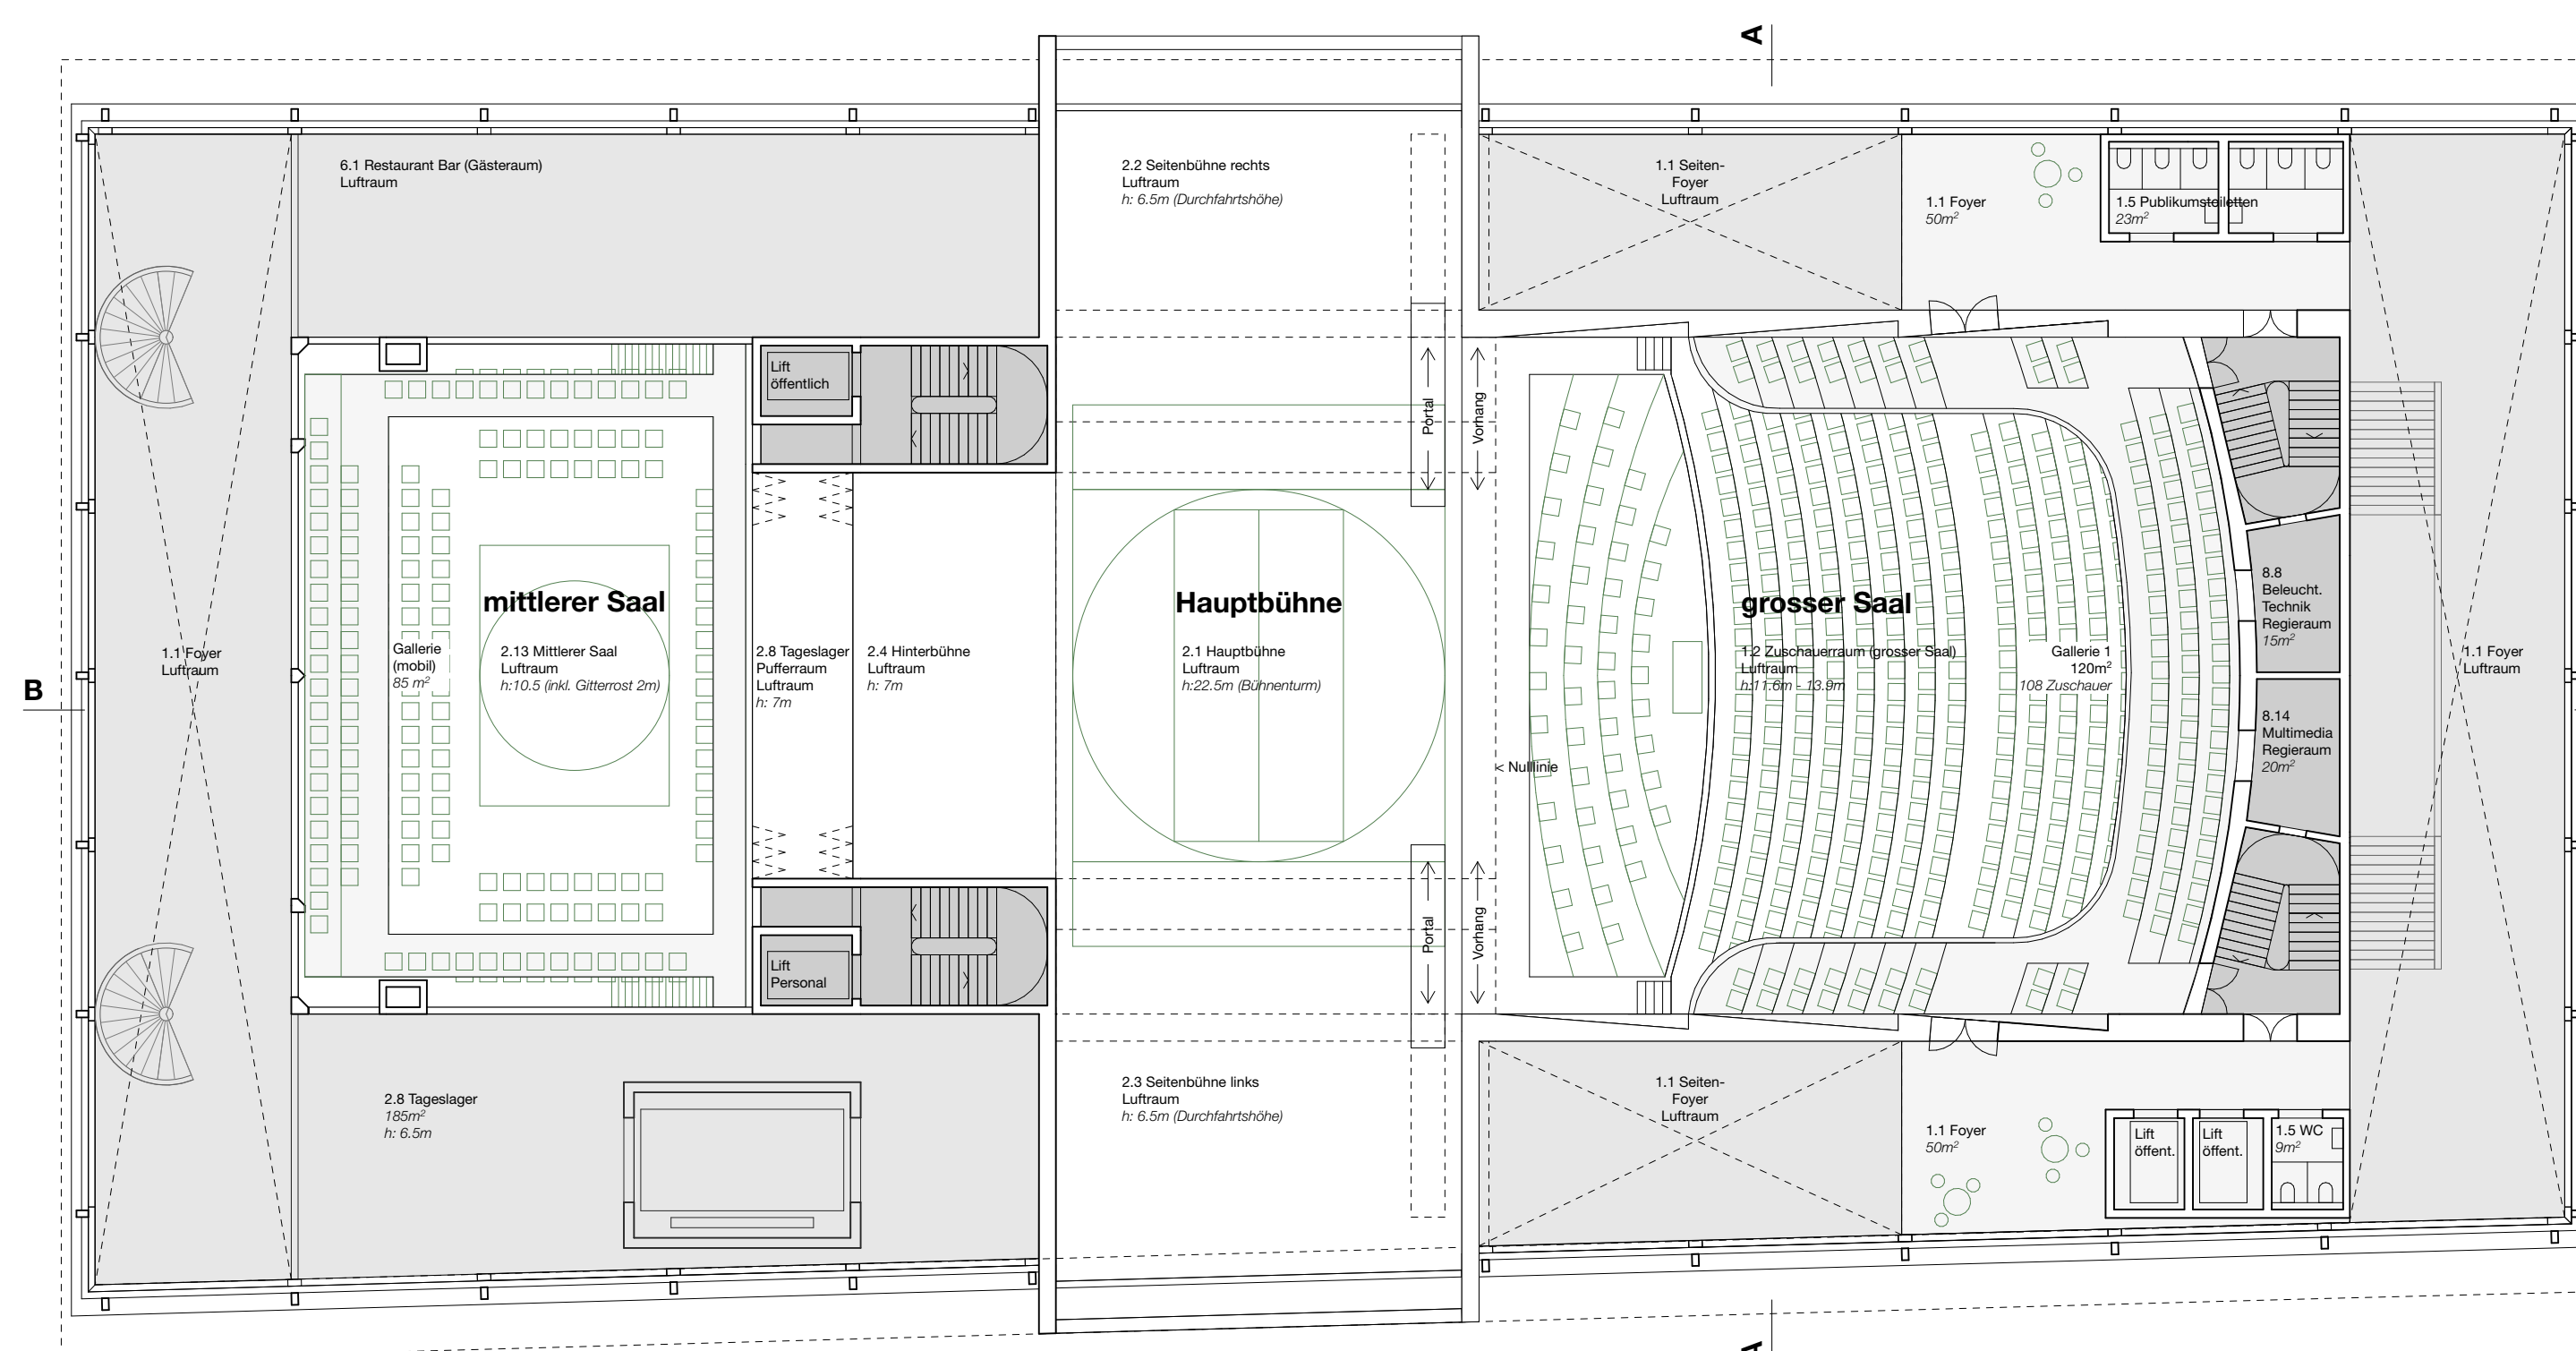 A
6.1 Restaurant Bar (Gästeraum)
Luftraum
2.2 Seitenbühne rechts
Luftraum
h: 6.5m (Durchfahrtshöhe)
1.1 Seiten-
Foyer
Luftraum
1.1 Foyer
50m²
1.5 Publikumstoiletten
23m²
Lift
öffentlich
Portal
Vorhang
mittlerer Saal
Hauptbühne
grosser Saal
B
1.1 Foyer
Luftraum
Gallerie
(mobil)
85 m²
2.13 Mittlerer Saal
Luftraum
h:10.5 (inkl. Gitterrost 2m)
2.8 Tageslager
Pufferraum
Luftraum
h: 7m
2.4 Hinterbühne
Luftraum
h: 7m
2.1 Hauptbühne
Luftraum
h:22.5m (Bühnenturm)
1.2 Zuschauerraum (grosser Saal)
Luftraum
h:11.6m - 13.9m
Gallerie 1
120m²
108 Zuschauer
8.8
Beleucht.
Technik
Regieraum
15m²
1.1 Foyer
Luftraum
8.14
Multimedia
Regieraum
20m²
< Nulllinie
Portal
Vorhang
Lift
Personal
2.8 Tageslager
185m²
h: 6.5m
2.3 Seitenbühne links
Luftraum
h: 6.5m (Durchfahrtshöhe)
1.1 Seiten-
Foyer
Luftraum
1.1 Foyer
50m²
Lift
öffent.
Lift
öffent.
1.5 WC
9m²
A